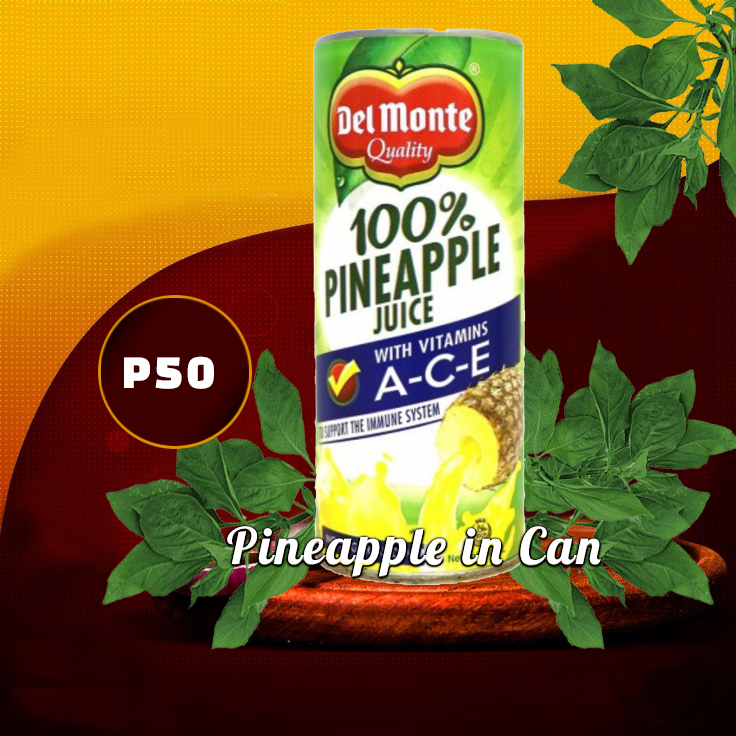 Del Monte
®
Quality
100%
PINEAPPLE
JUICE
WITH VITAMINS
A-C-E
SUPPORT THE IMMUNE SYSTEM
P50
Pineapple in Can